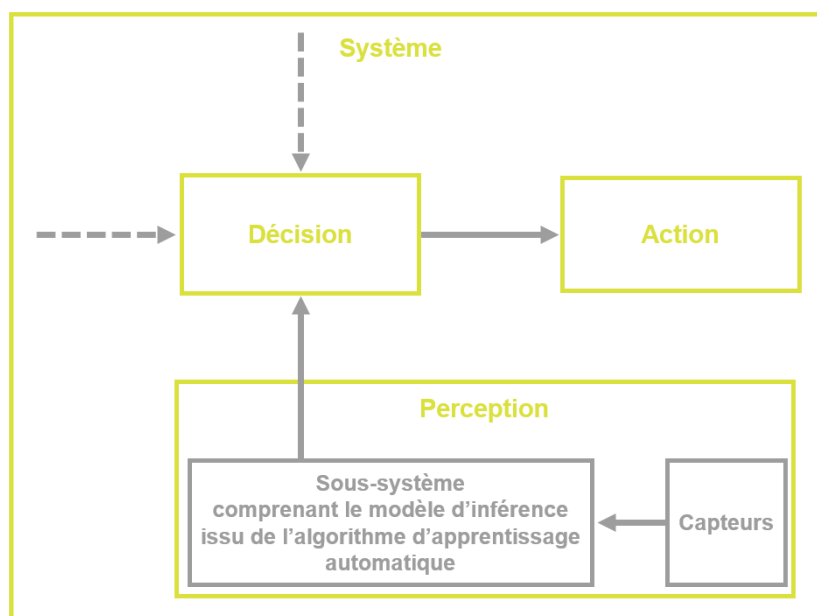 Système
Décision
Action
Perception
Sous-système
comprenant le modèle d’inférence
issu de l’algorithme d’apprentissage
automatique
Capteurs